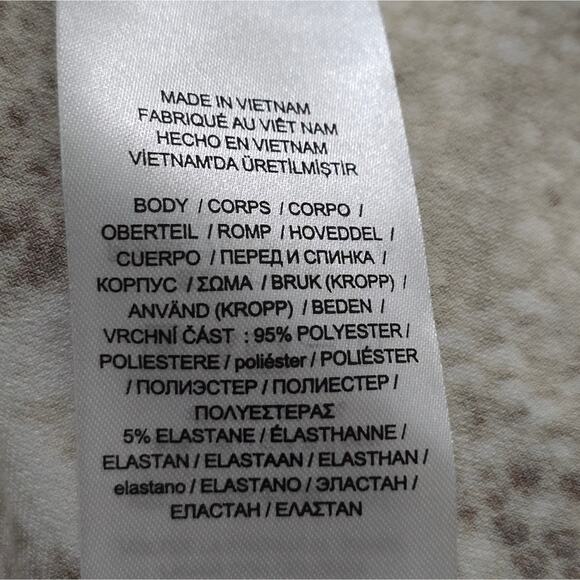 MADE IN VIETNAM
FABRIQUÉ AU VIÊT NAM
HECHO EN VIETNAM
VİETNAM'DA ÜRETİLMİŞTİR
BODY / CORPS / CORPO /
OBERTEIL / ROMP / HOVEDDEL /
CUERPO / ПЕРЕД И СПИНКА /
КОРПУС / ΣΩΜΑ / BRUK (KROPP) /
ANVÄND (KROPP) / BEDEN /
VRCHNÍ ČÁST : 95% POLYESTER /
POLIESTERE / poliéster / POLIÉSTER
/ ПОЛИЭСТЕР / ПОЛИЕСТЕР /
ΠΟΛΥΕΣΤΕΡΑΣ
5% ELASTANE / ÉLASTHANNE /
ELASTAN / ELASTAAN / ELASTHAN /
elastano / ELASTANO / ЭЛАСТАН /
ЕЛАСТАН / ΕΛΑΣΤΑΝ